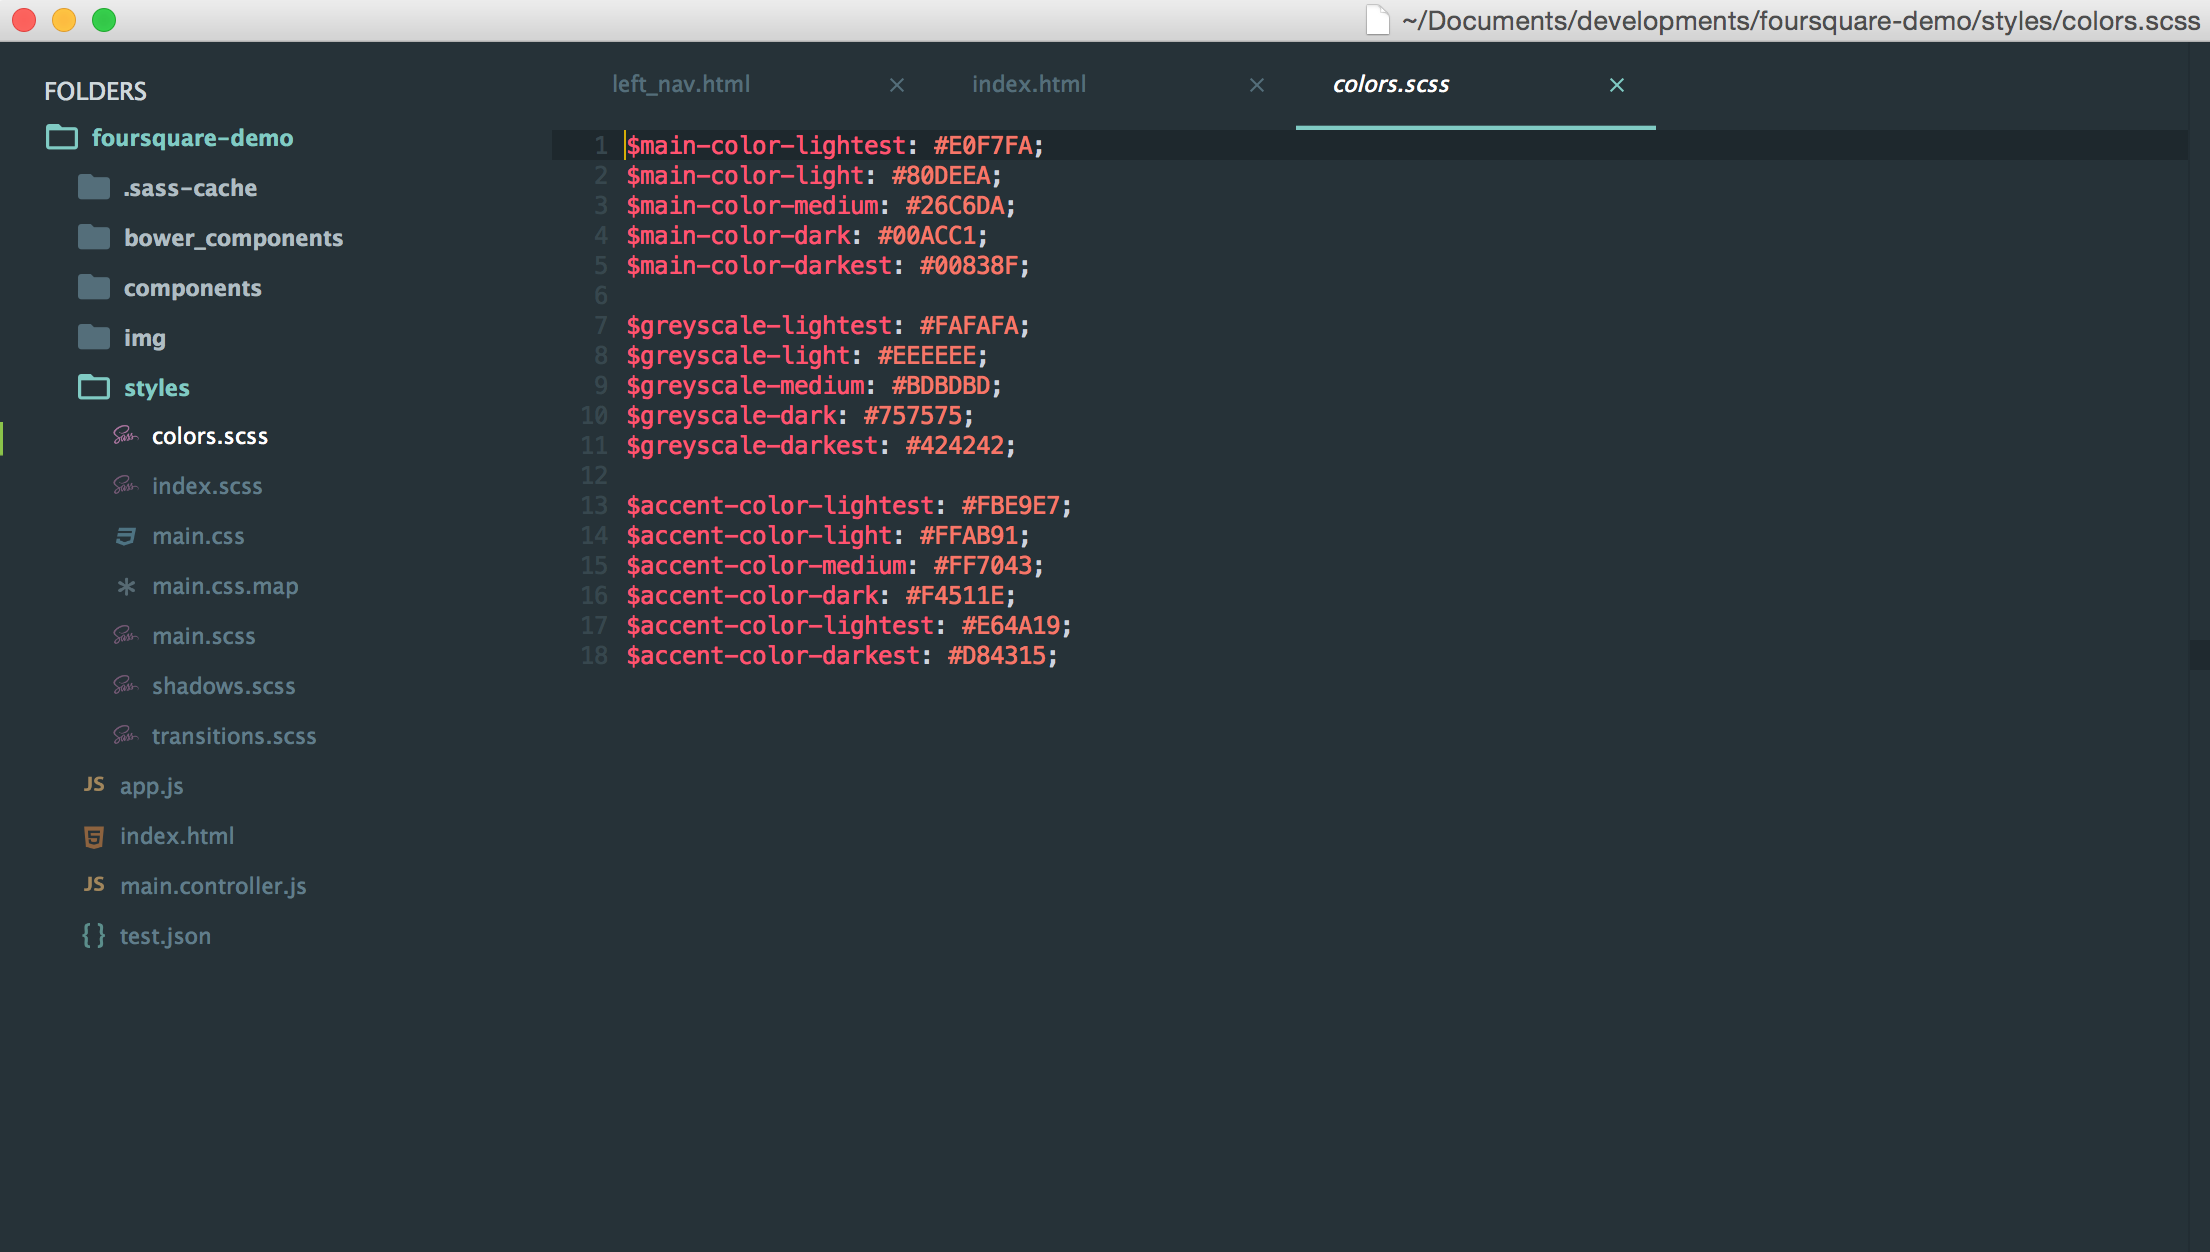 ~/Documents/developments/foursquare-demo/styles/colors.scss
FOLDERS
foursquare-demo
.sass-cache
bower_components
components
img
styles
colors.scss
index.scss
main.css
main.css.map
main.scss
shadows.scss
transitions.scss
JS app.js
index.html
JS main.controller.js
{} test.json
left_nav.html × index.html × colors.scss ×
1 $main-color-lightest: #E0F7FA;
2 $main-color-light: #80DEEA;
3 $main-color-medium: #26C6DA;
4 $main-color-dark: #00ACC1;
5 $main-color-darkest: #00838F;
6
7 $greyscale-lightest: #FAFAFA;
8 $greyscale-light: #EEEEEE;
9 $greyscale-medium: #BDBDBD;
10 $greyscale-dark: #757575;
11 $greyscale-darkest: #424242;
12
13 $accent-color-lightest: #FBE9E7;
14 $accent-color-light: #FFAB91;
15 $accent-color-medium: #FF7043;
16 $accent-color-dark: #F4511E;
17 $accent-color-lightest: #E64A19;
18 $accent-color-darkest: #D84315;